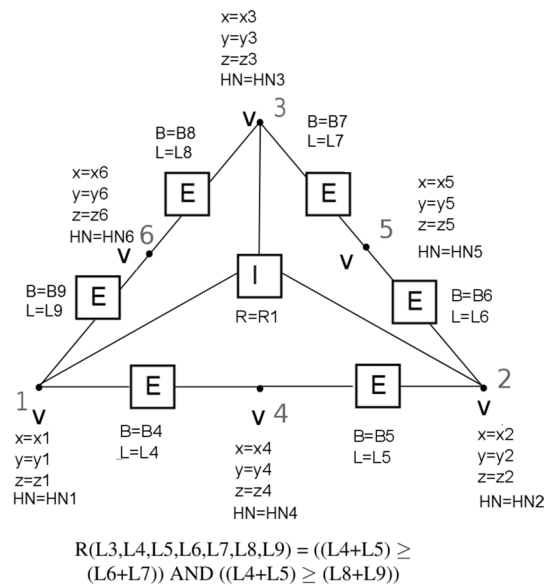 x=x3
y=y3
z=z3
HN=HN3
3
V
B=B8
L=L8
B=B7
L=L7
E
E
x=x6
y=y6
z=z6
HN=HN6
6
V
x=x5
y=y5
z=z5
HN=HN5
5
V
B=B9
L=L9
E
I
R=R1
E
B=B6
L=L6
1
V
E
V
4
E
2
V
B=B4
L=L4
B=B5
L=L5
x=x1
y=y1
z=z1
HN=HN1
x=x4
y=y4
z=z4
HN=HN4
x=x2
y=y2
z=z2
HN=HN2
R(L3,L4,L5,L6,L7,L8,L9) = ((L4+L5) ≥
(L6+L7)) AND ((L4+L5) ≥ (L8+L9))